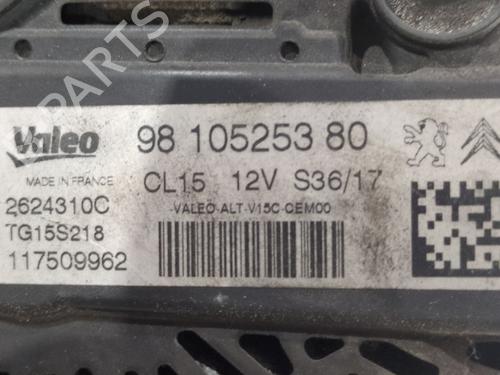 Valeo
98 105253 80
MADE IN FRANCE
CL15 12V S36/17
2624310C
-VALEO-ALT-V15C-OEM00
TG15S218
117509962
B-PARTS